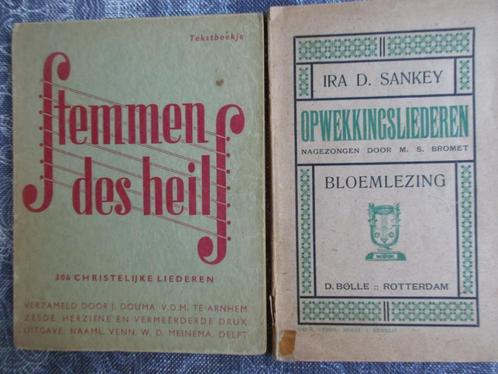 Tekstboekje
Stemmen
des heils
306 CHRISTELIJKE LIEDEREN
VERZAMELD DOOR J. DOUMA V.D.M. TE ARNHEM
ZESDE, HERZIENE EN VERMEERDERDE DRUK
UITGAVE: NAAML. VENN. W. D. MEINEMA, DELFT
IRA D. SANKEY
OPWEKKINGSLIEDEREN
NAGEZONGEN DOOR M. S. BROMET
BLOEMLEZING
D. BOLLE :: ROTTERDAM